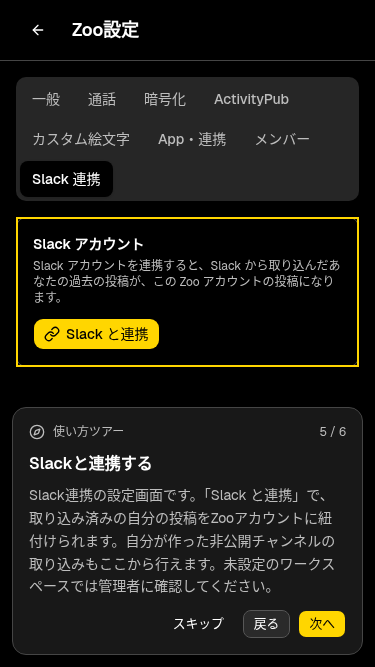 Zoo設定
一般
通話
暗号化
ActivityPub
カスタム絵文字
App・連携
メンバー
Slack 連携
Slack アカウント
Slack アカウントを連携すると、Slack から取り込んだあ
なたの過去の投稿が、この Zoo アカウントの投稿になり
ます。
Slack と連携
使い方ツアー
5 / 6
Slackと連携する
Slack連携の設定画面です。「Slack と連携」で、
取り込み済みの自分の投稿をZooアカウントに紐
付けられます。自分が作った非公開チャンネルの
取り込みもここから行えます。未設定のワークス
ペースでは管理者に確認してください。
スキップ
戻る
次へ